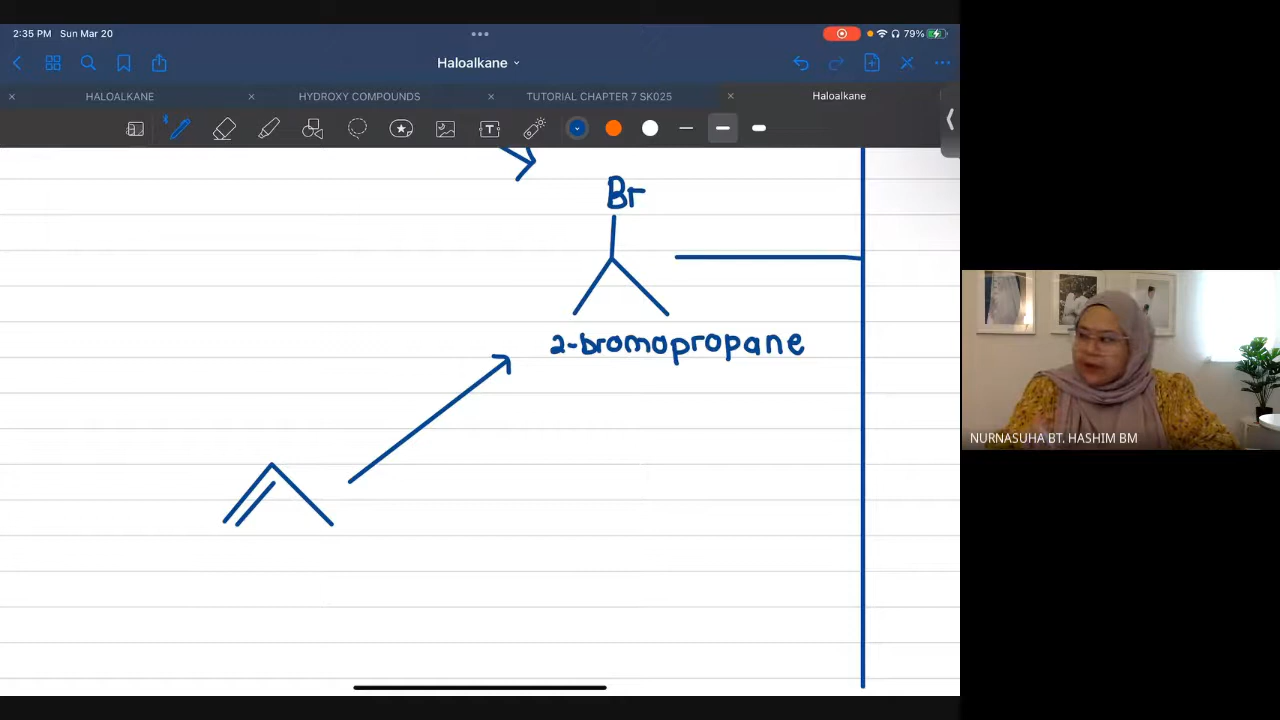 2:35 PM Sun Mar 20
79%
Haloalkane
HALOALKANE
HYDROXY COMPOUNDS
TUTORIAL CHAPTER 7 SK025
Haloalkane
T
Br
2-bromopropane
NURNASUHA BT. HASHIM BM